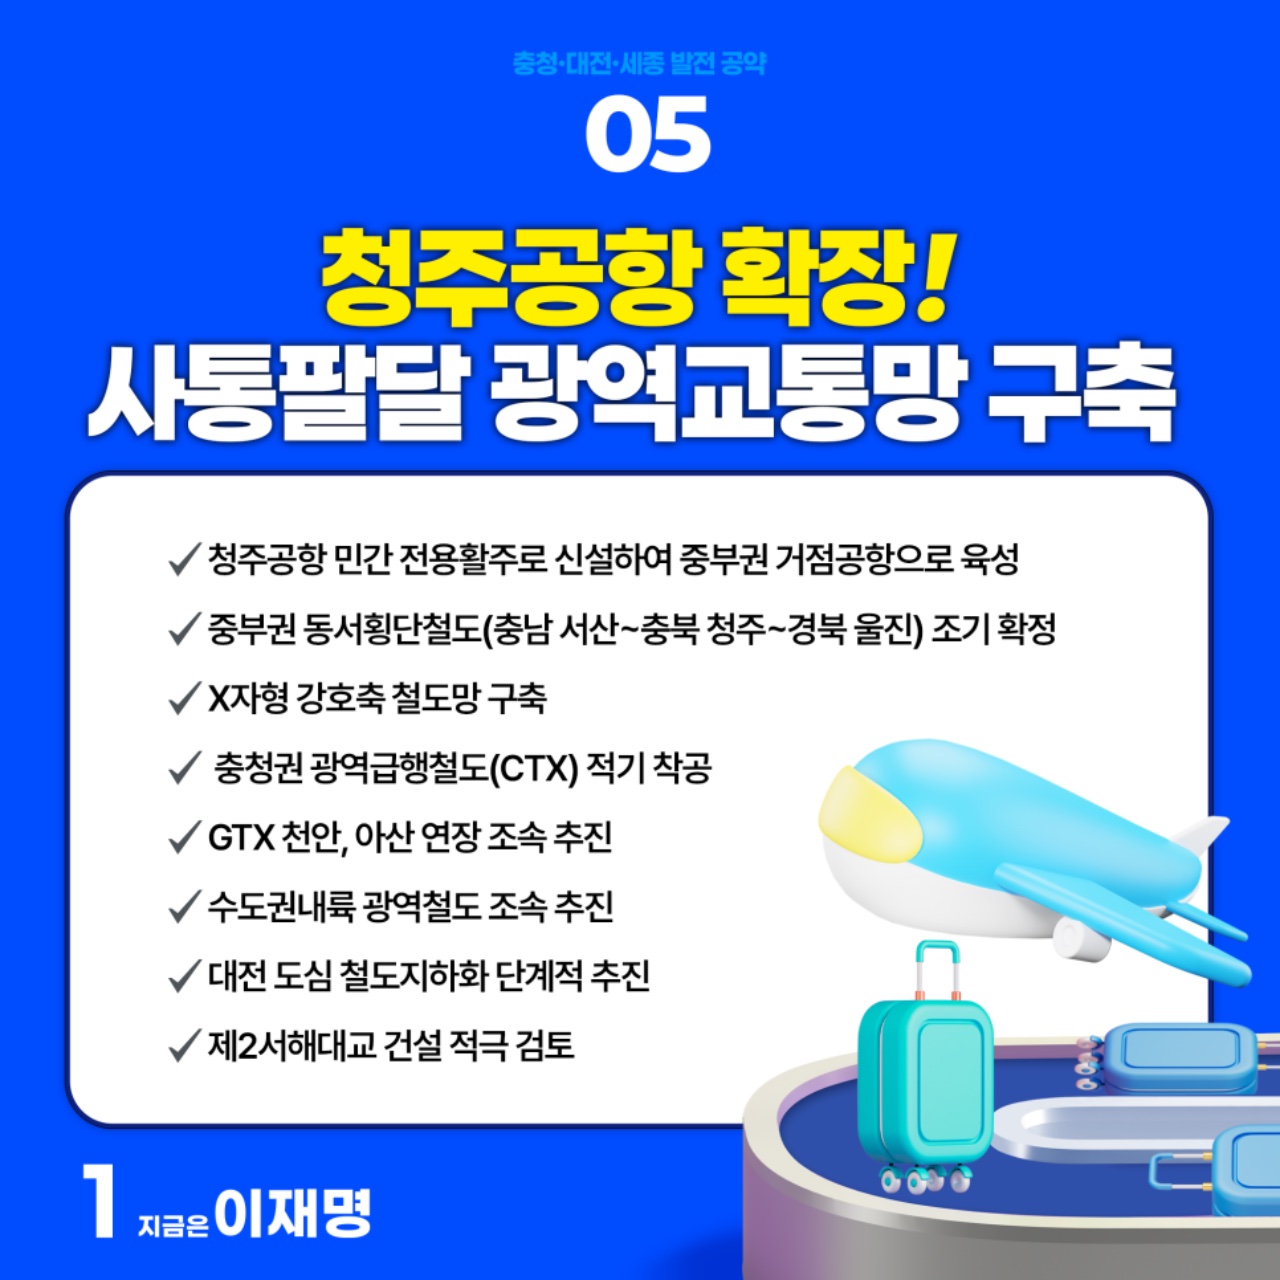 충청·대전·세종 발전 공약
05
청주공항 확장!
사통팔달 광역교통망 구축
✓ 청주공항 민간 전용활주로 신설하여 중부권 거점공항으로 육성
✓ 중부권 동서횡단철도(충남 서산~충북 청주~경북 울진) 조기 확정
✓ X자형 강호축 철도망 구축
✓ 충청권 광역급행철도(CTX) 적기 착공
✓ GTX 천안, 아산 연장 조속 추진
✓ 수도권내륙 광역철도 조속 추진
✓ 대전 도심 철도지하화 단계적 추진
✓ 제2서해대교 건설 적극 검토
1 지금은 이재명